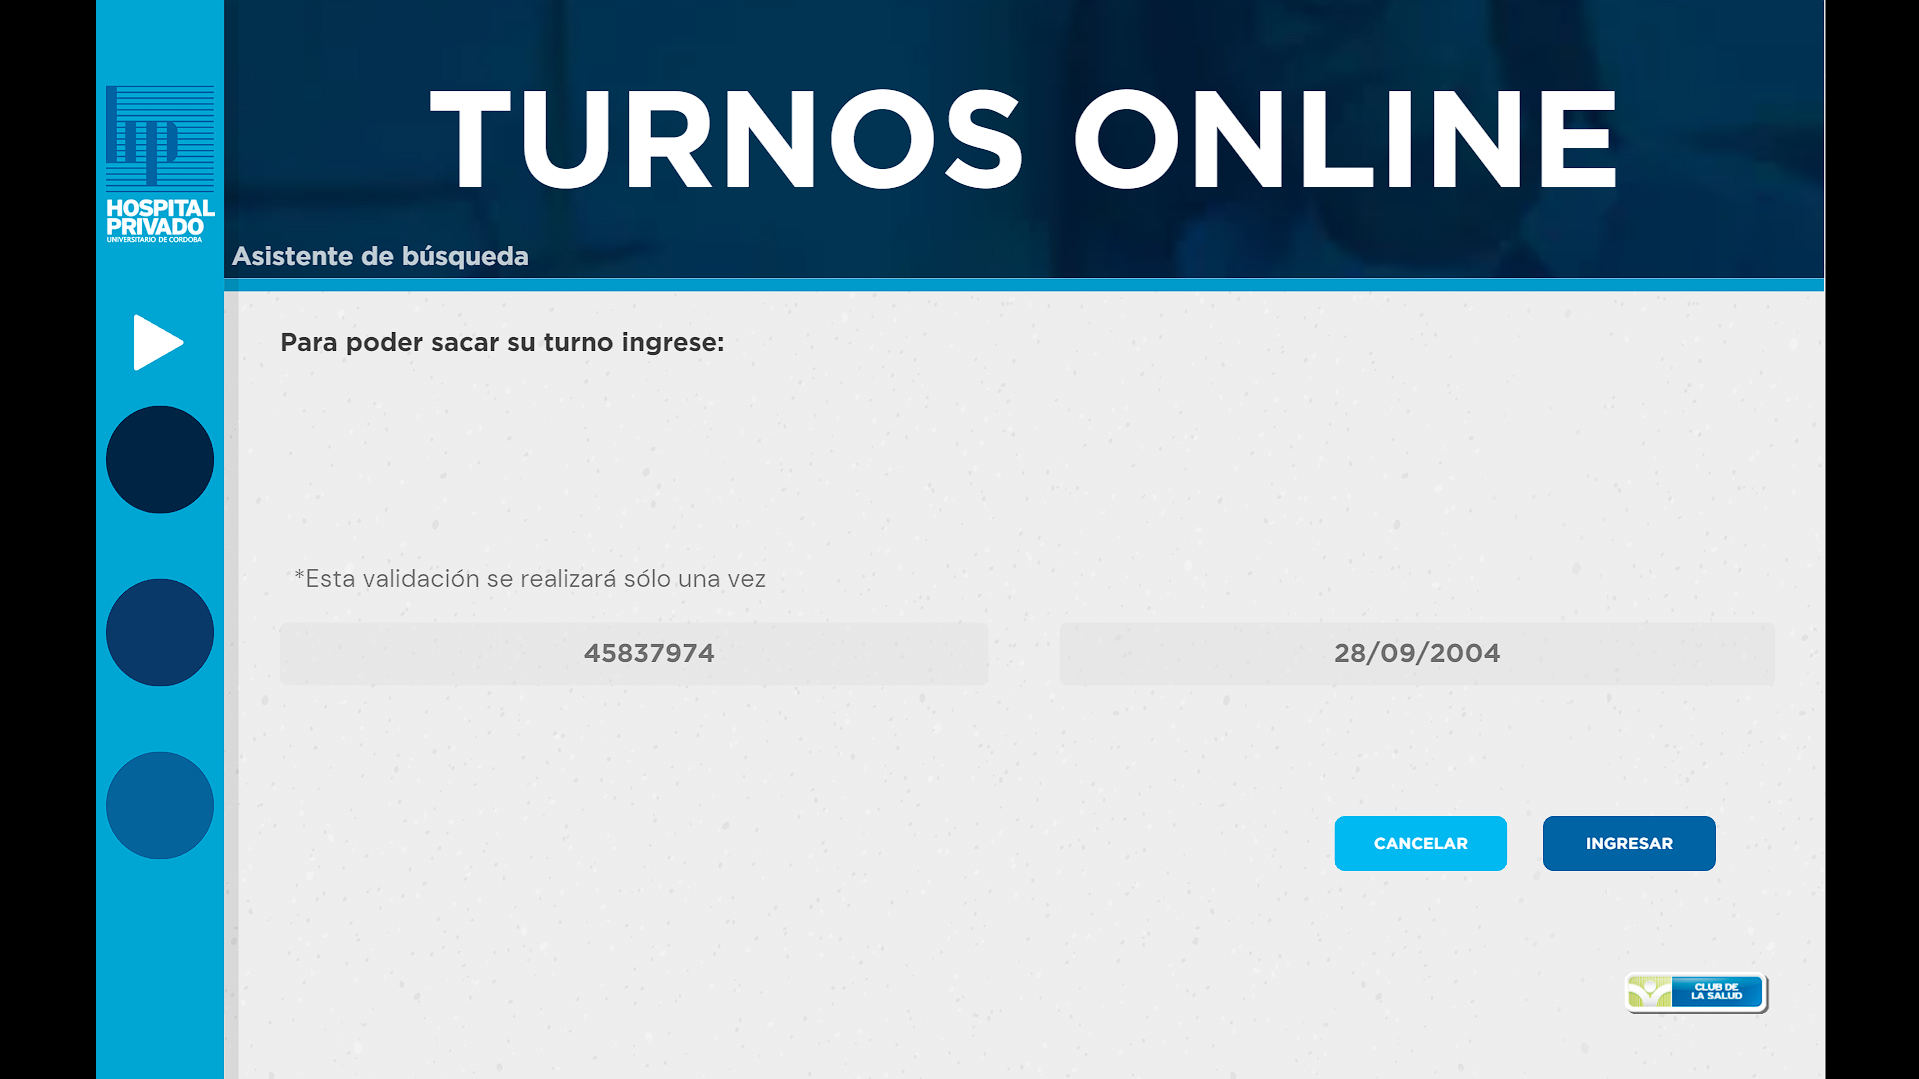 TURNOS ONLINE
HOSPITAL
PRIVADO
UNIVERSITARIO DE CORDOBA
Asistente de búsqueda
Para poder sacar su turno ingrese:
*Esta validación se realizará sólo una vez
45837974
28/09/2004
CANCELAR
INGRESAR
CLUB DE
LA SALUD